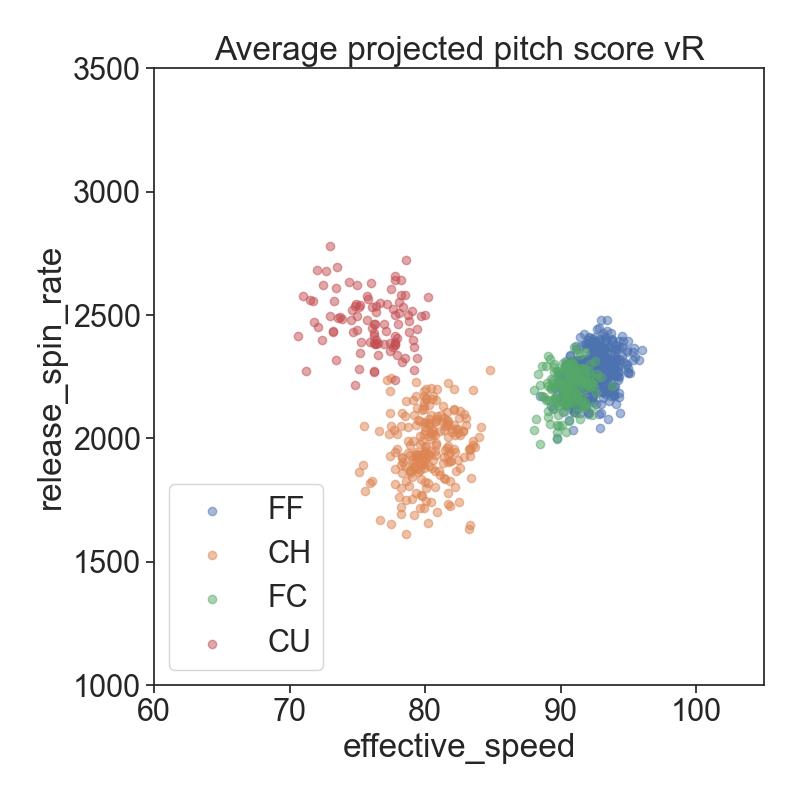 Average projected pitch score vR
3500
3000
2500
2000
1500
1000
release_spin_rate
FF
CH
FC
CU
60 70 80 90 100
effective_speed